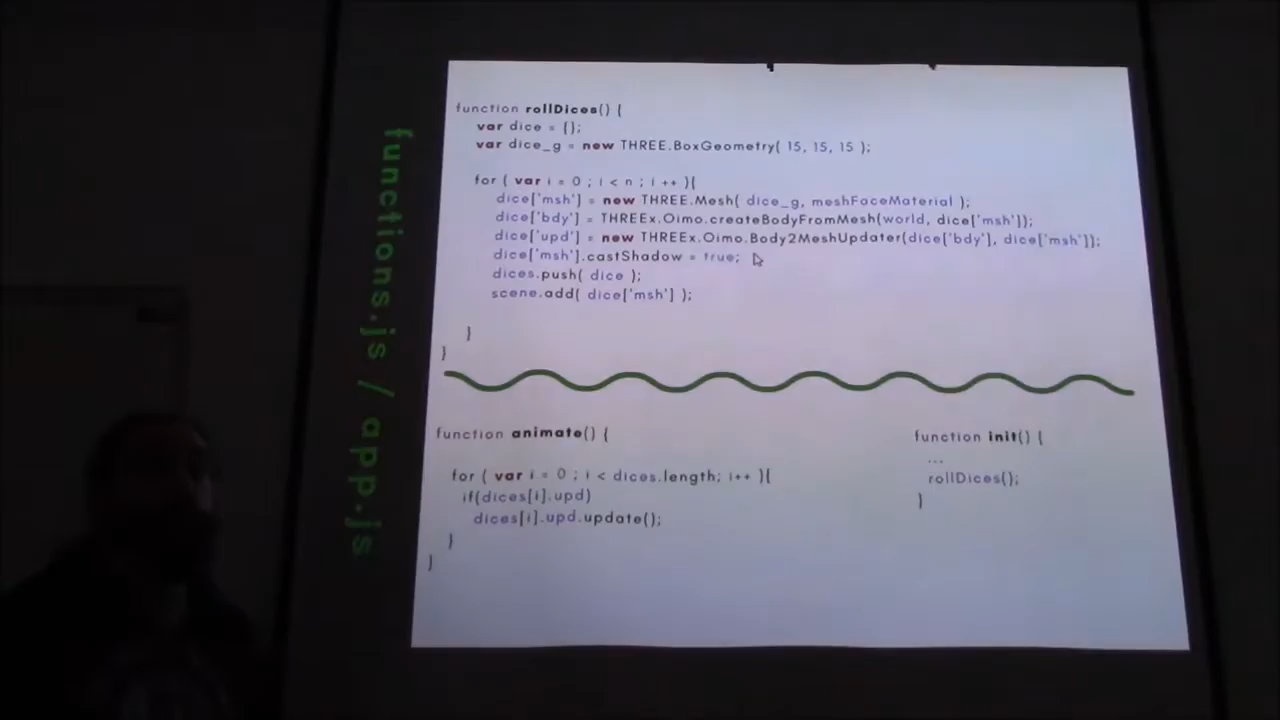 functions.js / app.js
function rollDices() {
var dice = {};
var dice_g = new THREE.BoxGeometry( 15, 15, 15 );
for ( var i = 0 ; i < n ; i ++ ){
dice['msh'] = new THREE.Mesh( dice_g, meshFaceMaterial );
dice['bdy'] = THREEx.Oimo.createBodyFromMesh(world, dice['msh']);
dice['upd'] = new THREEx.Oimo.Body2MeshUpdater(dice['bdy'], dice['msh']);
dice['msh'].castShadow = true;
dices.push( dice );
scene.add( dice['msh'] );
}
}
function animate() {
for ( var i = 0 ; i < dices.length; i++ ){
if(dices[i].upd)
dices[i].upd.update();
}
}
function init() {
...
rollDices();
}